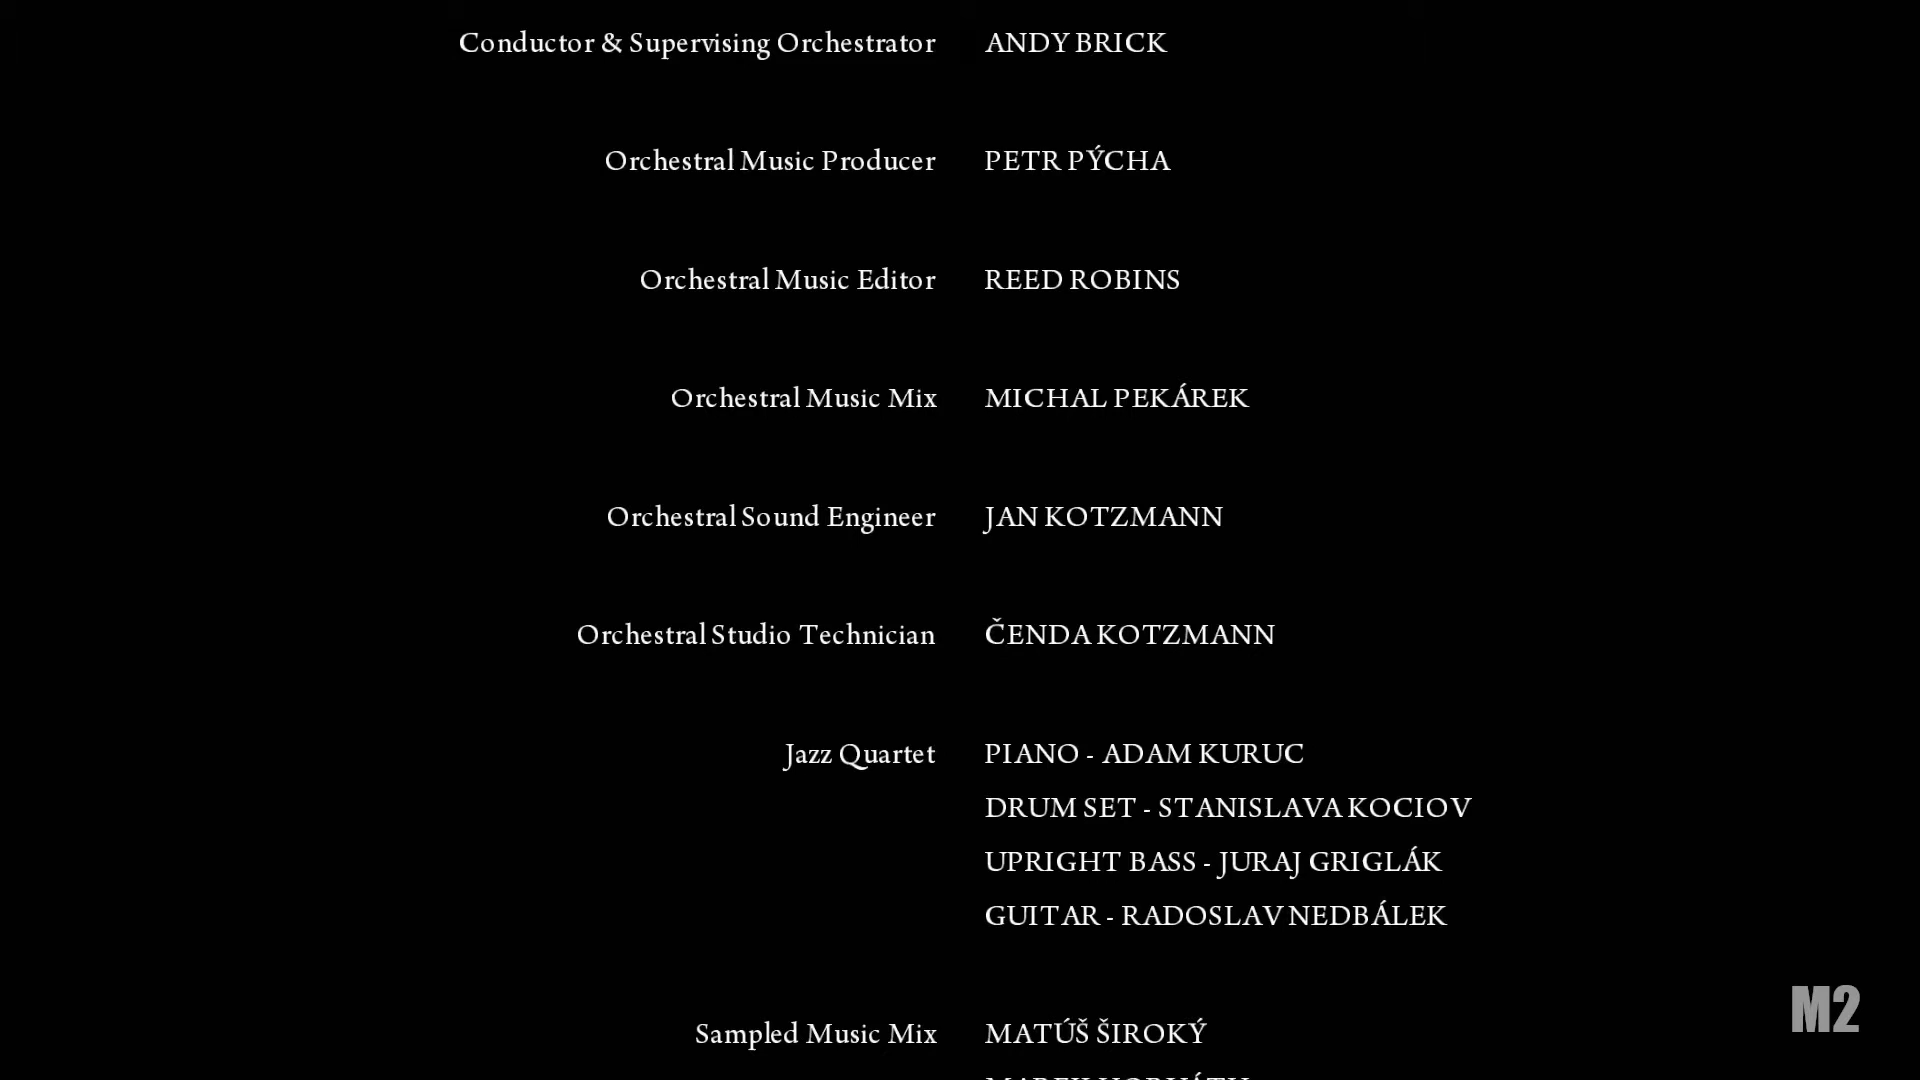 Conductor & Supervising Orchestrator ANDY BRICK
Orchestral Music Producer PETR PÝCHA
Orchestral Music Editor REED ROBINS
Orchestral Music Mix MICHAL PEKÁREK
Orchestral Sound Engineer JAN KOTZMANN
Orchestral Studio Technician ČENDA KOTZMANN
Jazz Quartet PIANO - ADAM KURUC
DRUM SET - STANISLAVA KOCIOV
UPRIGHT BASS - JURAJ GRIGLÁK
GUITAR - RADOSLAV NEDBÁLEK
M2
Sampled Music Mix MATÚŠ ŠIROKÝ